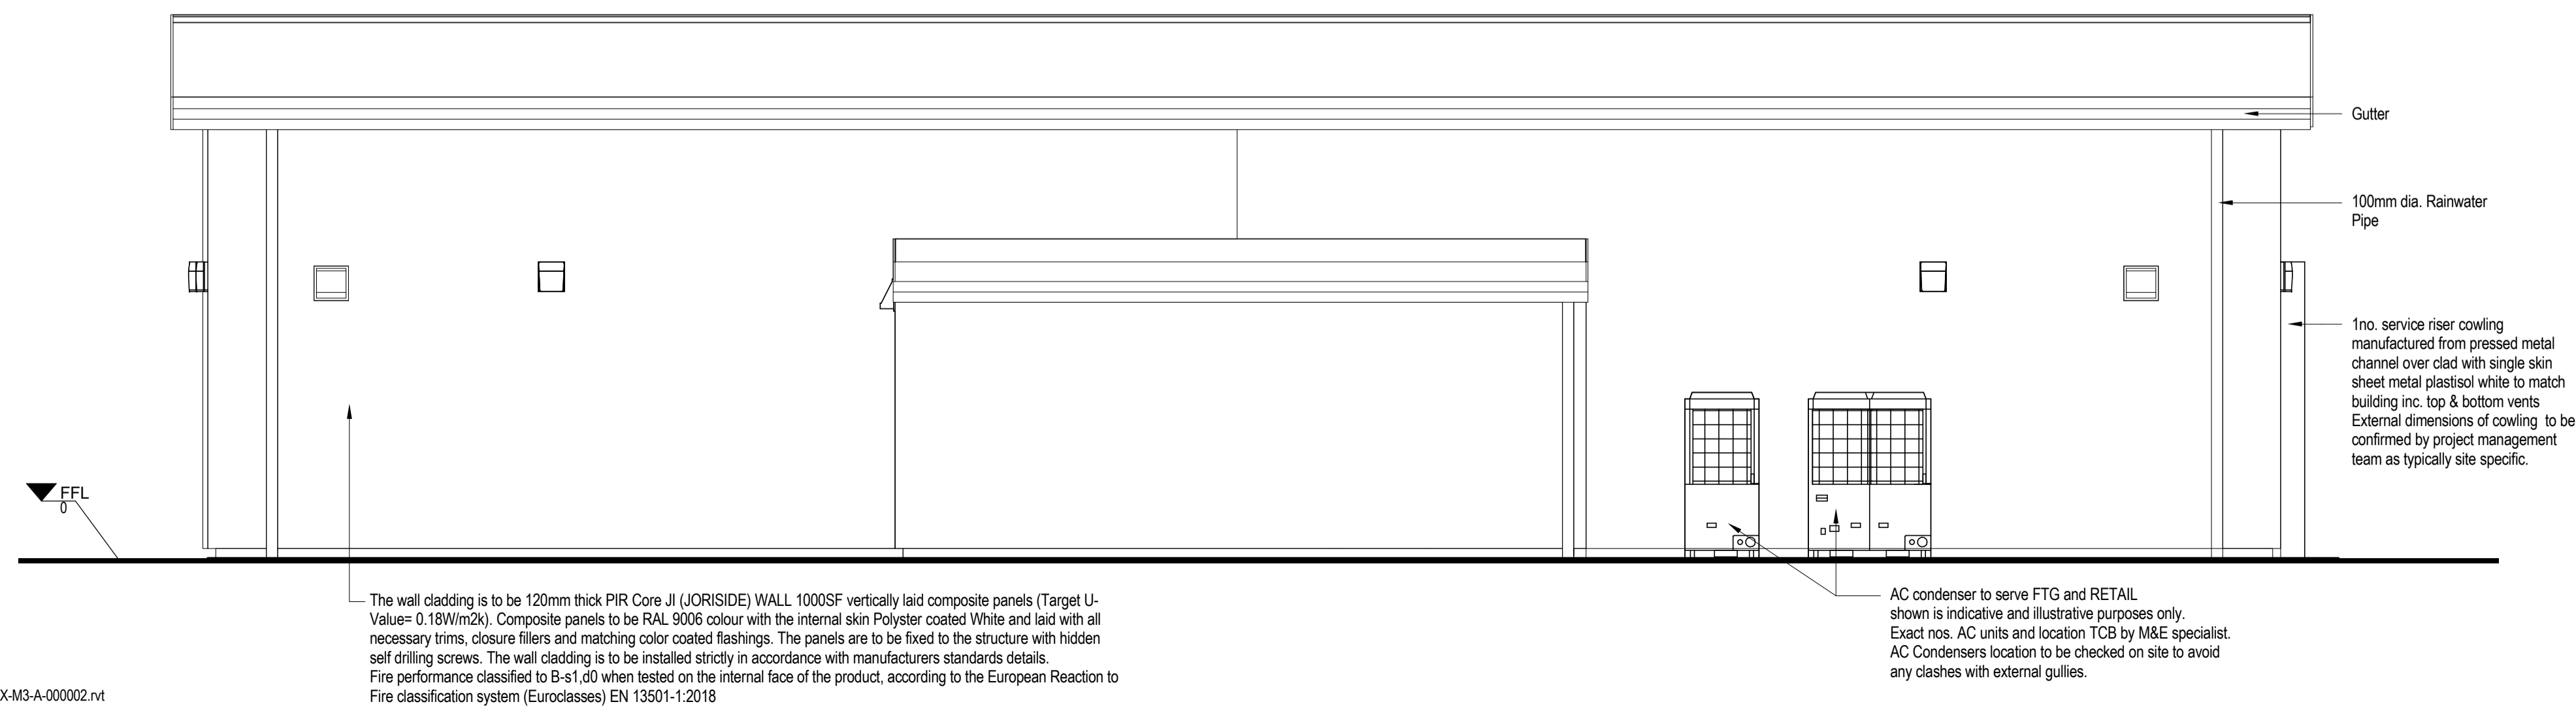 Gutter
100mm dia. Rainwater
Pipe
1no. service riser cowling
manufactured from pressed metal
channel over clad with single skin
sheet metal plastisol white to match
building inc. top & bottom vents
External dimensions of cowling to be
confirmed by project management
team as typically site specific.
FFL
0
The wall cladding is to be 120mm thick PIR Core JI (JORISIDE) WALL 1000SF vertically laid composite panels (Target U-
Value= 0.18W/m2k). Composite panels to be RAL 9006 colour with the internal skin Polyster coated White and laid with all
necessary trims, closure fillers and matching color coated flashings. The panels are to be fixed to the structure with hidden
self drilling screws. The wall cladding is to be installed strictly in accordance with manufacturers standards details.
Fire performance classified to B-s1,d0 when tested on the internal face of the product, according to the European Reaction to
Fire classification system (Euroclasses) EN 13501-1:2018
AC condenser to serve FTG and RETAIL
shown is indicative and illustrative purposes only.
Exact nos. AC units and location TCB by M&E specialist.
AC Condensers location to be checked on site to avoid
any clashes with external gullies.
X-M3-A-000002.rvt